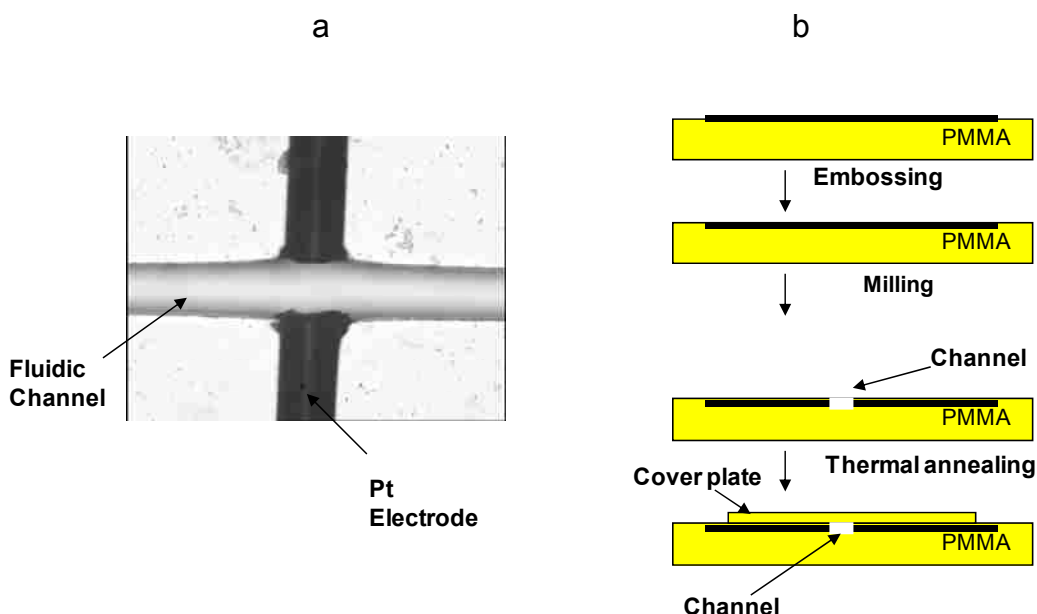 a
Fluidic
Channel
Pt
Electrode
b
PMMA
Embossing
PMMA
Milling
Channel
PMMA
Thermal annealing
Cover plate
PMMA
Channel